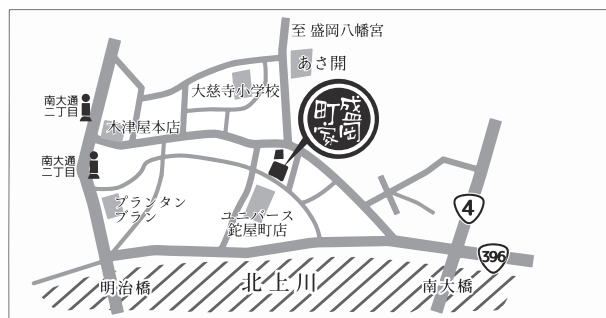 至 盛岡八幡宮
あさ開
大慈寺小学校
盛岡
町家
南大通
二丁目
木津屋本店
南大通
二丁目
プランタン
ブラン
ユニバース
鉈屋町店
4
396
北上川
明治橋
南大橋